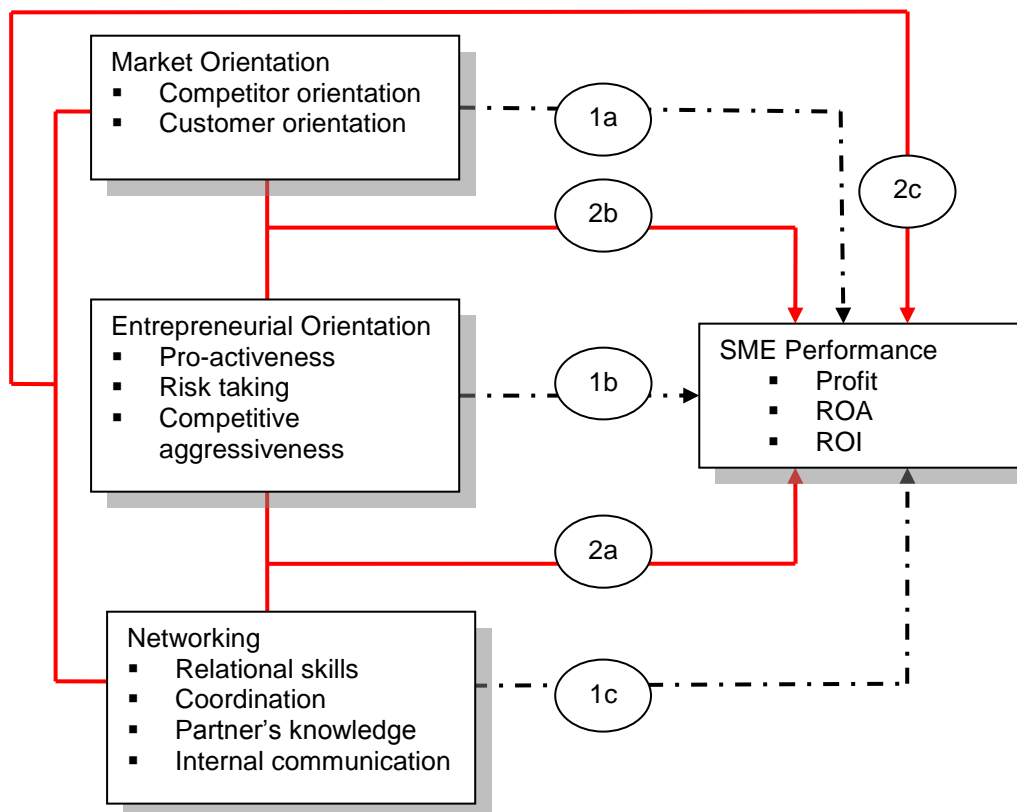 Market Orientation
▪ Competitor orientation
▪ Customer orientation
1a
2c
2b
Entrepreneurial Orientation
▪ Pro-activeness
▪ Risk taking
▪ Competitive
aggressiveness
1b
SME Performance
▪ Profit
▪ ROA
▪ ROI
2a
Networking
▪ Relational skills
▪ Coordination
▪ Partner’s knowledge
▪ Internal communication
1c